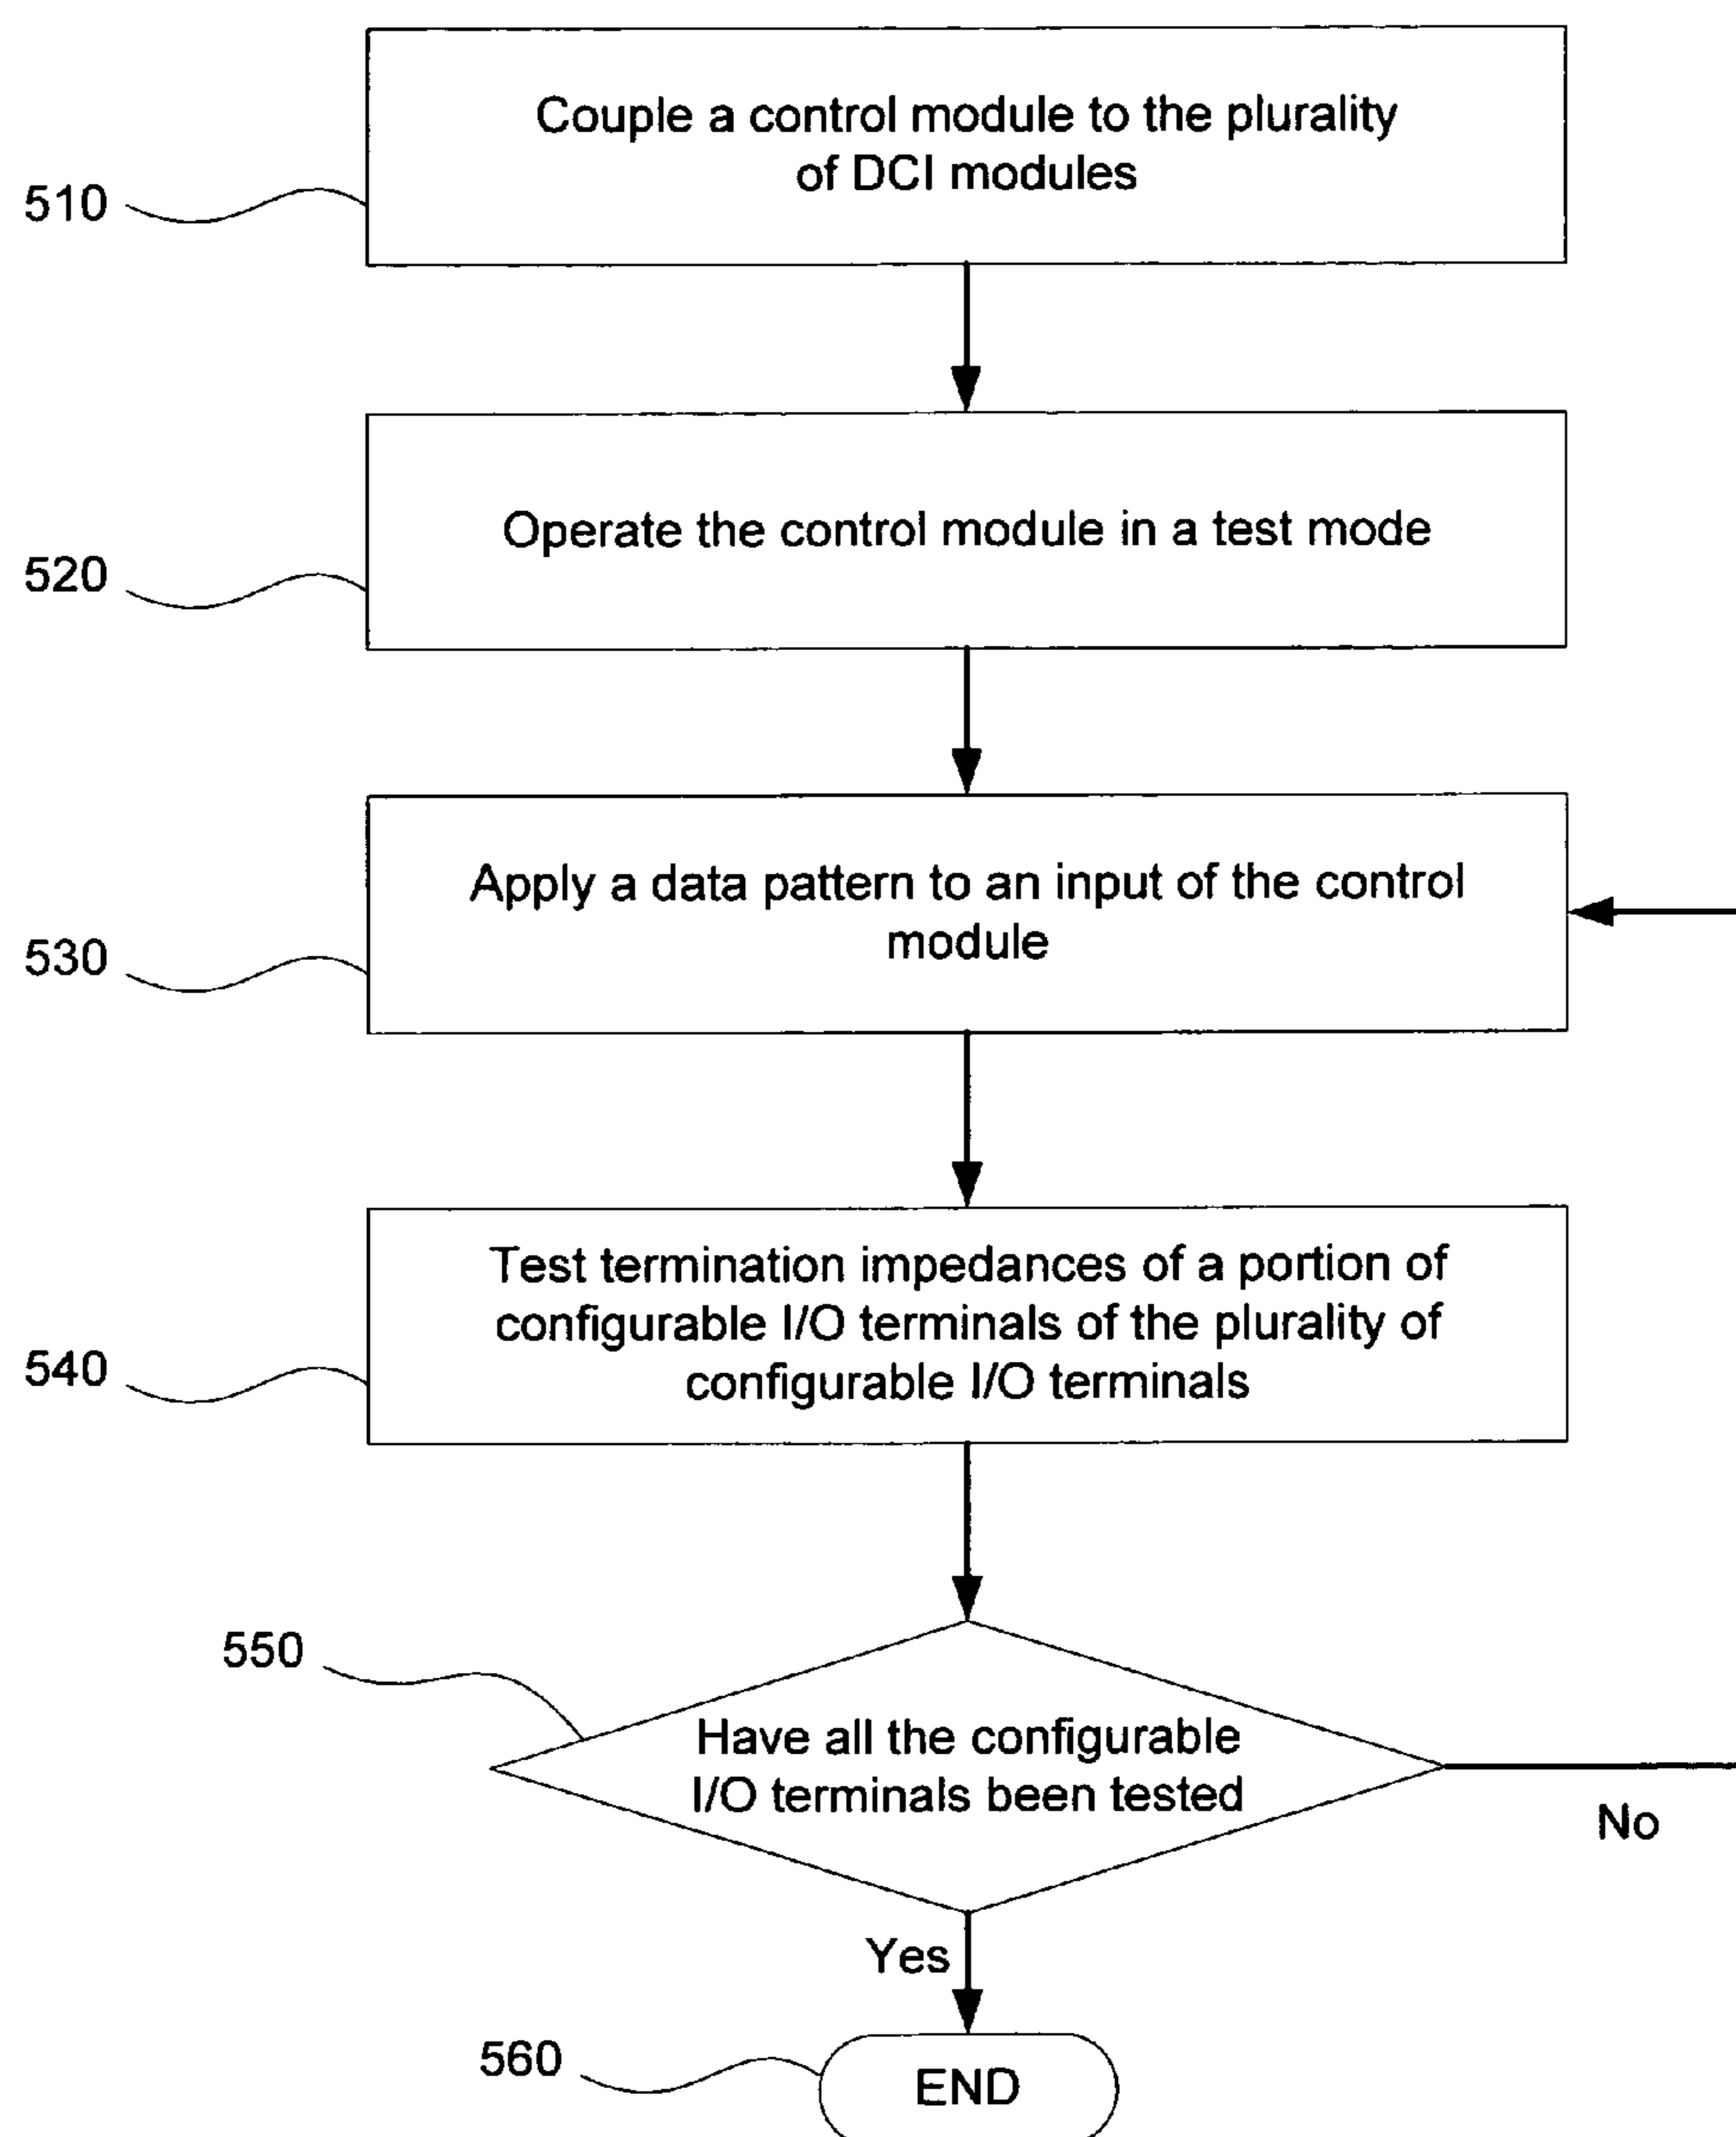 Couple a control module to the plurality
of DCI modules
510
Operate the control module in a test mode
520
Apply a data pattern to an input of the control
module
530
Test termination impedances of a portion of
configurable I/O terminals of the plurality of
configurable I/O terminals
540
550
Have all the configurable
I/O terminals been tested
No
Yes
560
END